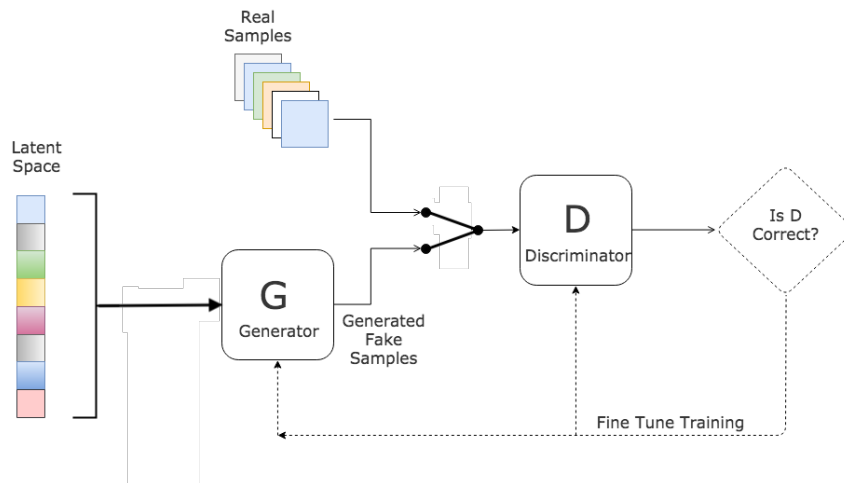 Real
Samples
Latent
Space
G
Generator
Generated
Fake
Samples
D
Discriminator
Is D
Correct?
Fine Tune Training